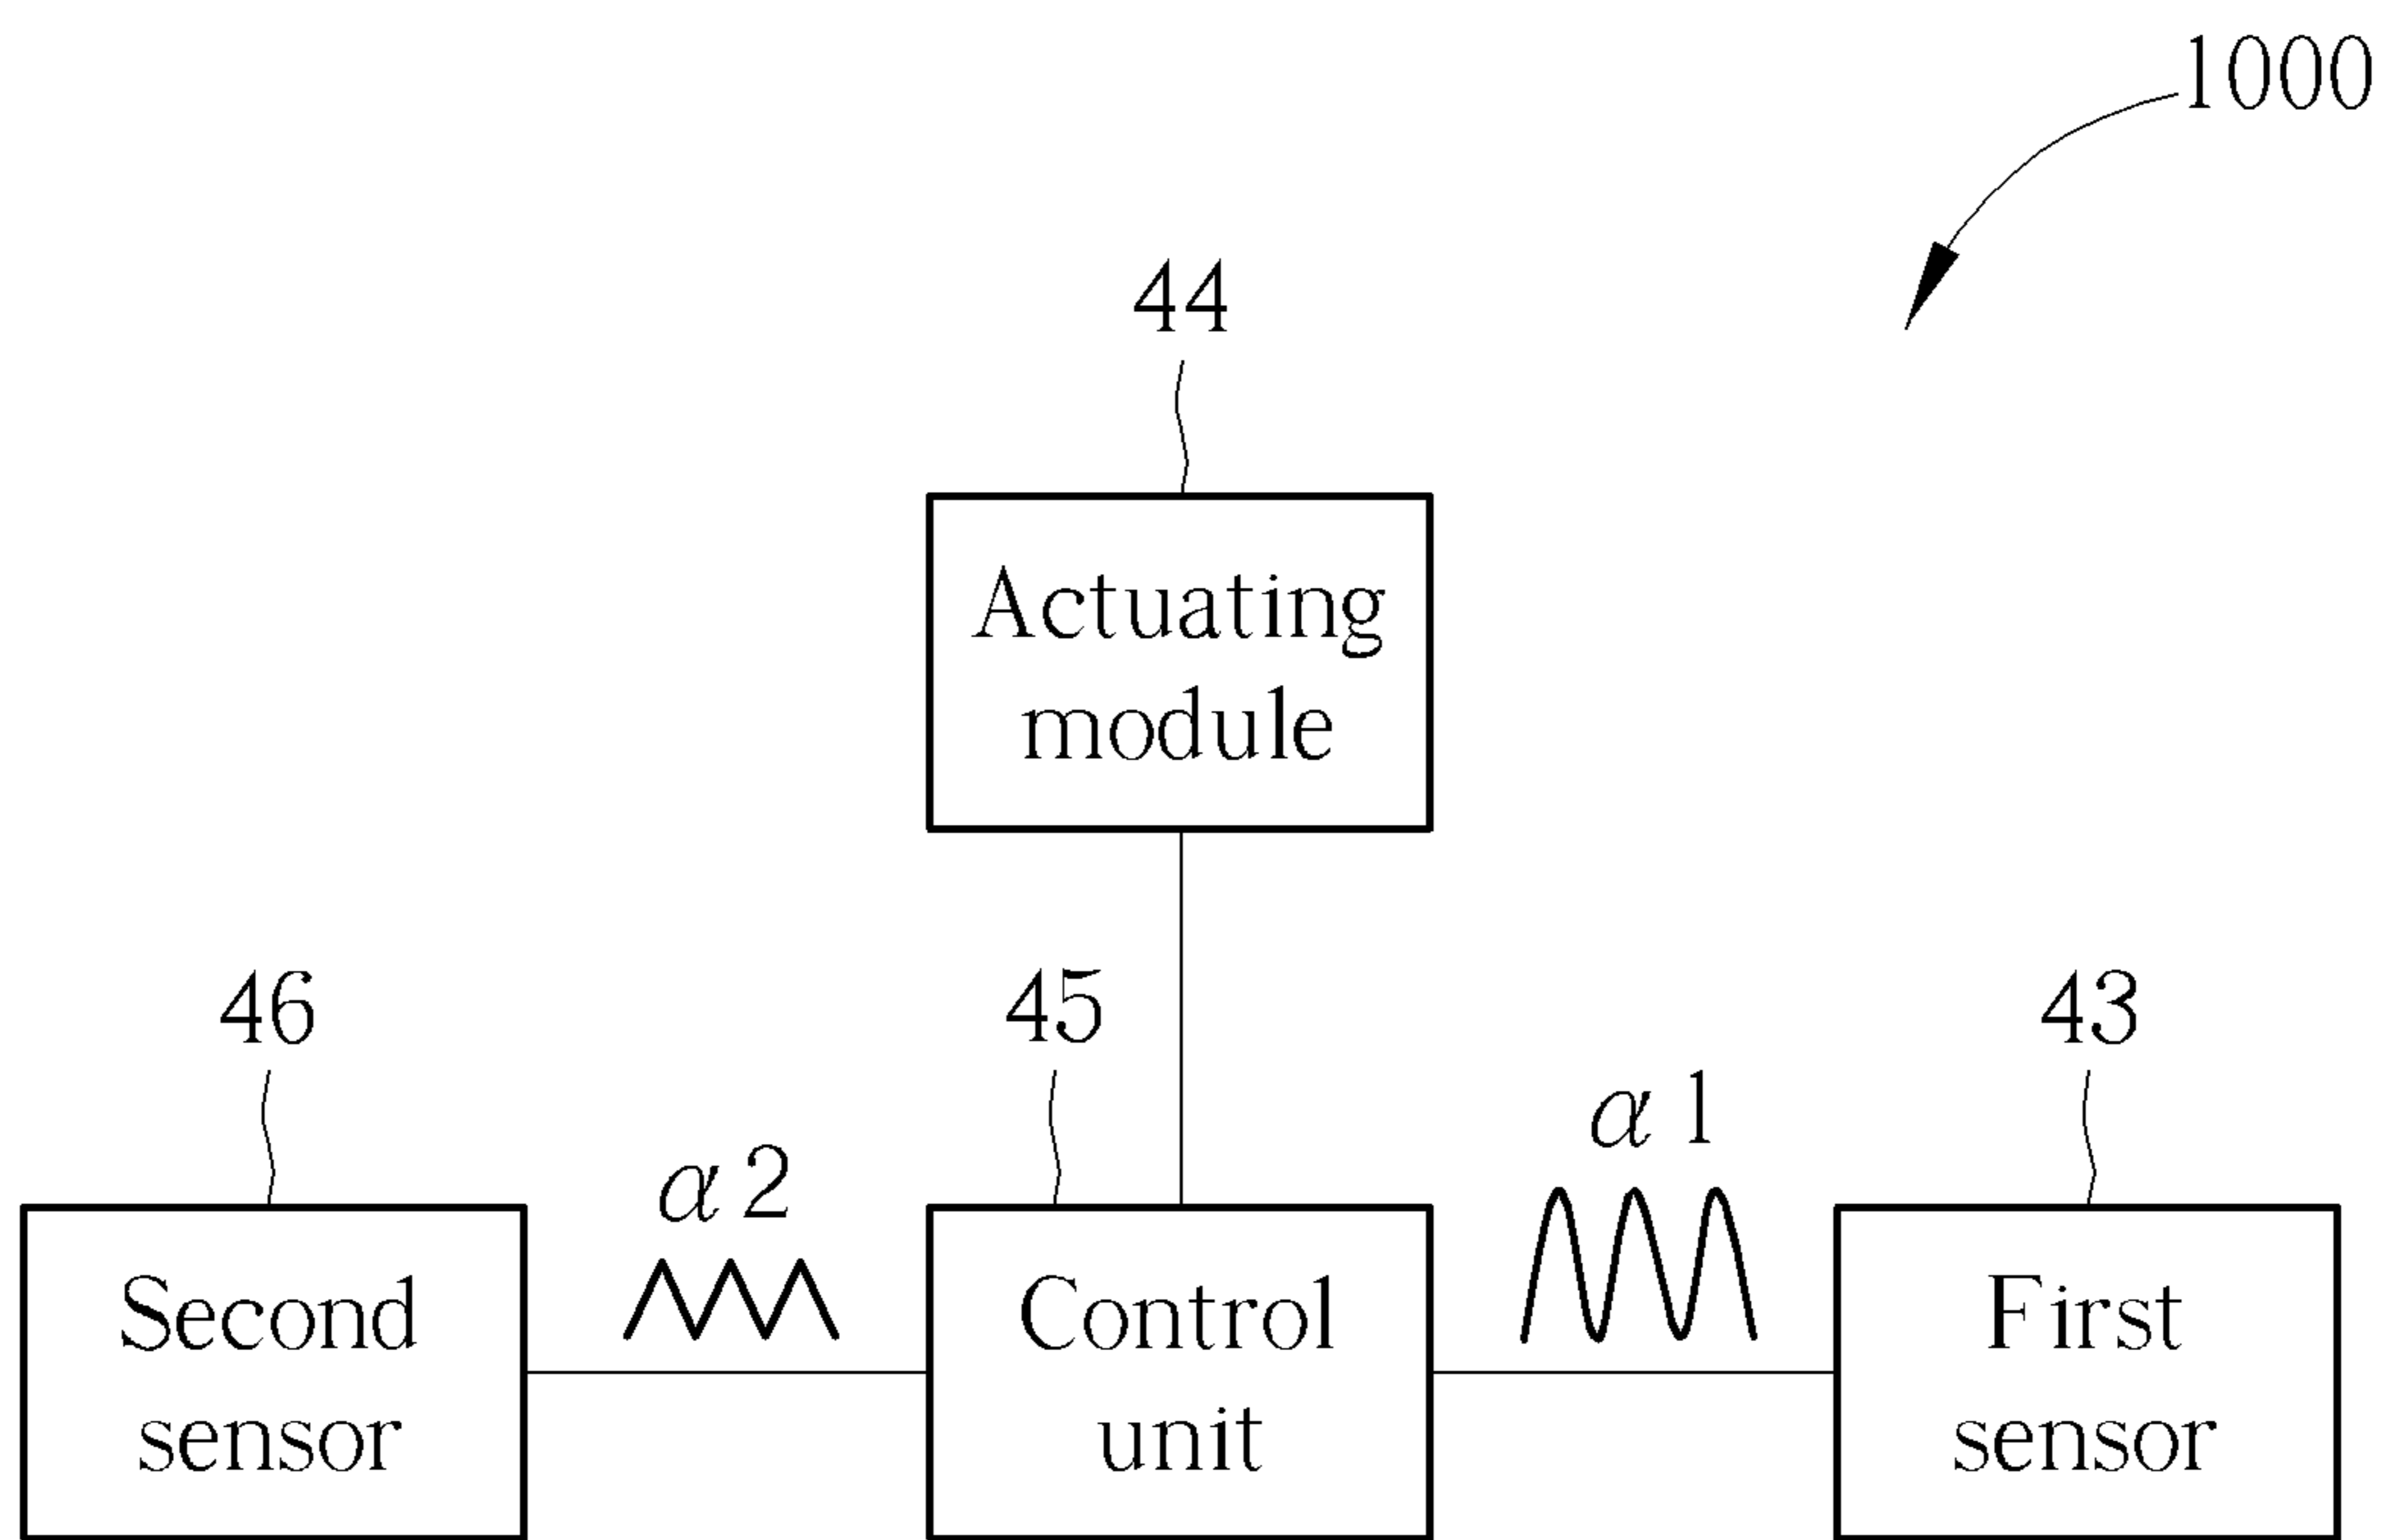 1000
44
Actuating
module
46
45
43
α2
α1
Second
sensor
Control
unit
First
sensor